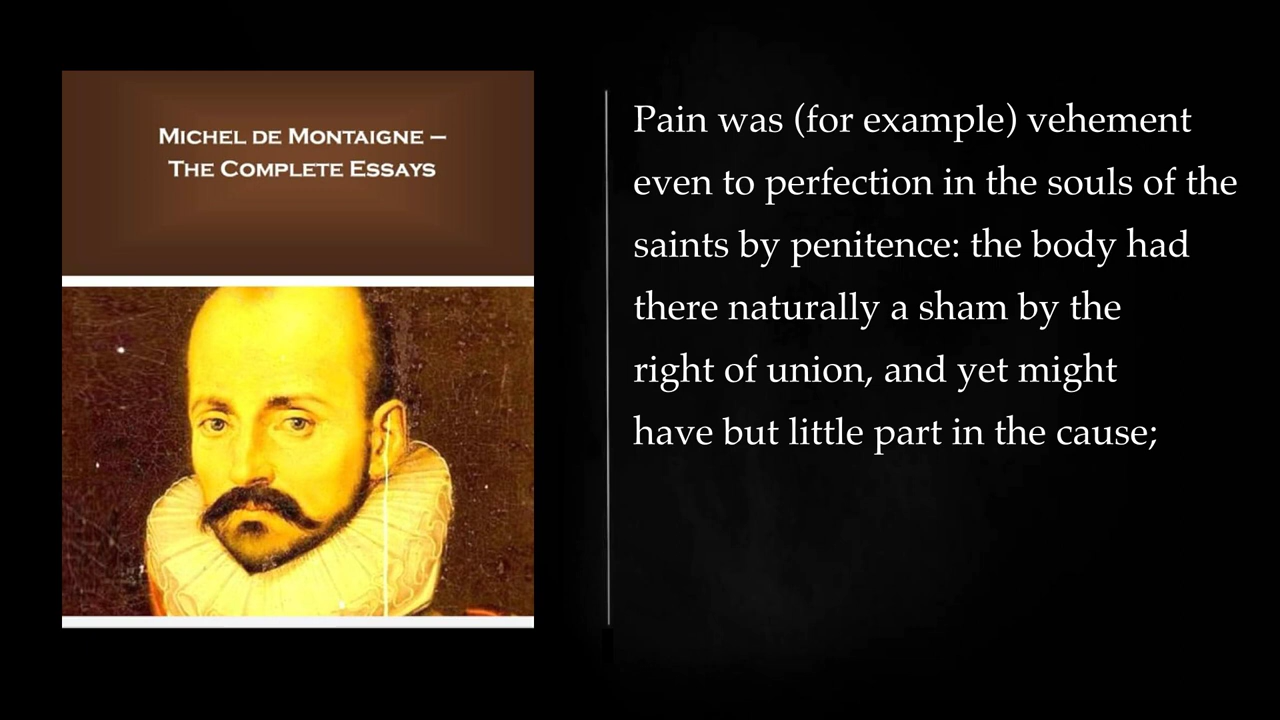 MICHEL DE MONTAIGNE –
THE COMPLETE ESSAYS
Pain was (for example) vehement
even to perfection in the souls of the
saints by penitence: the body had
there naturally a sham by the
right of union, and yet might
have but little part in the cause;